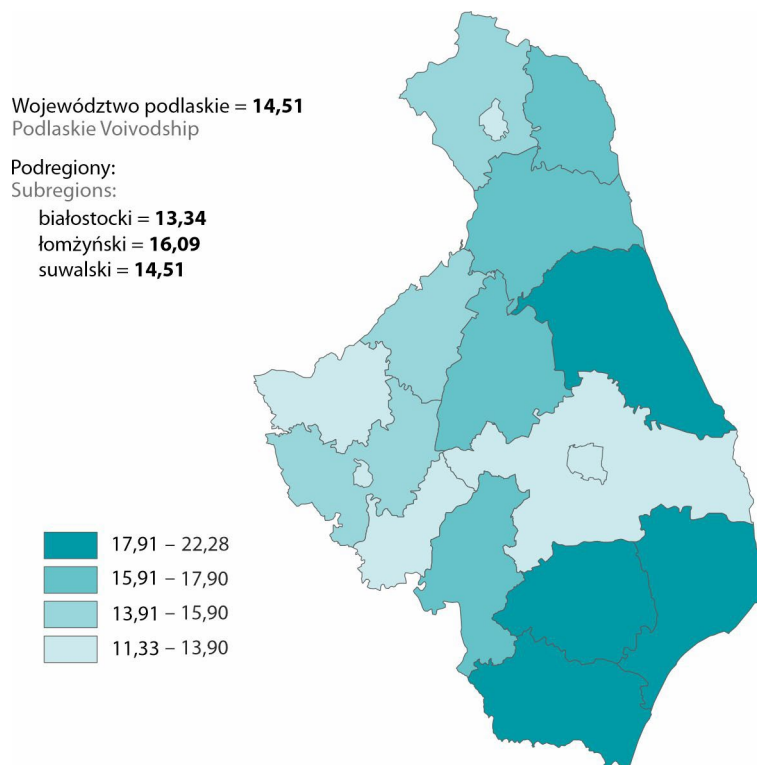 Województwo podlaskie = 14,51
Podlaskie Voivodship
Podregiony:
Subregions:
białostocki = 13,34
łomżyński = 16,09
suwalski = 14,51
17,91 – 22,28
15,91 – 17,90
13,91 – 15,90
11,33 – 13,90